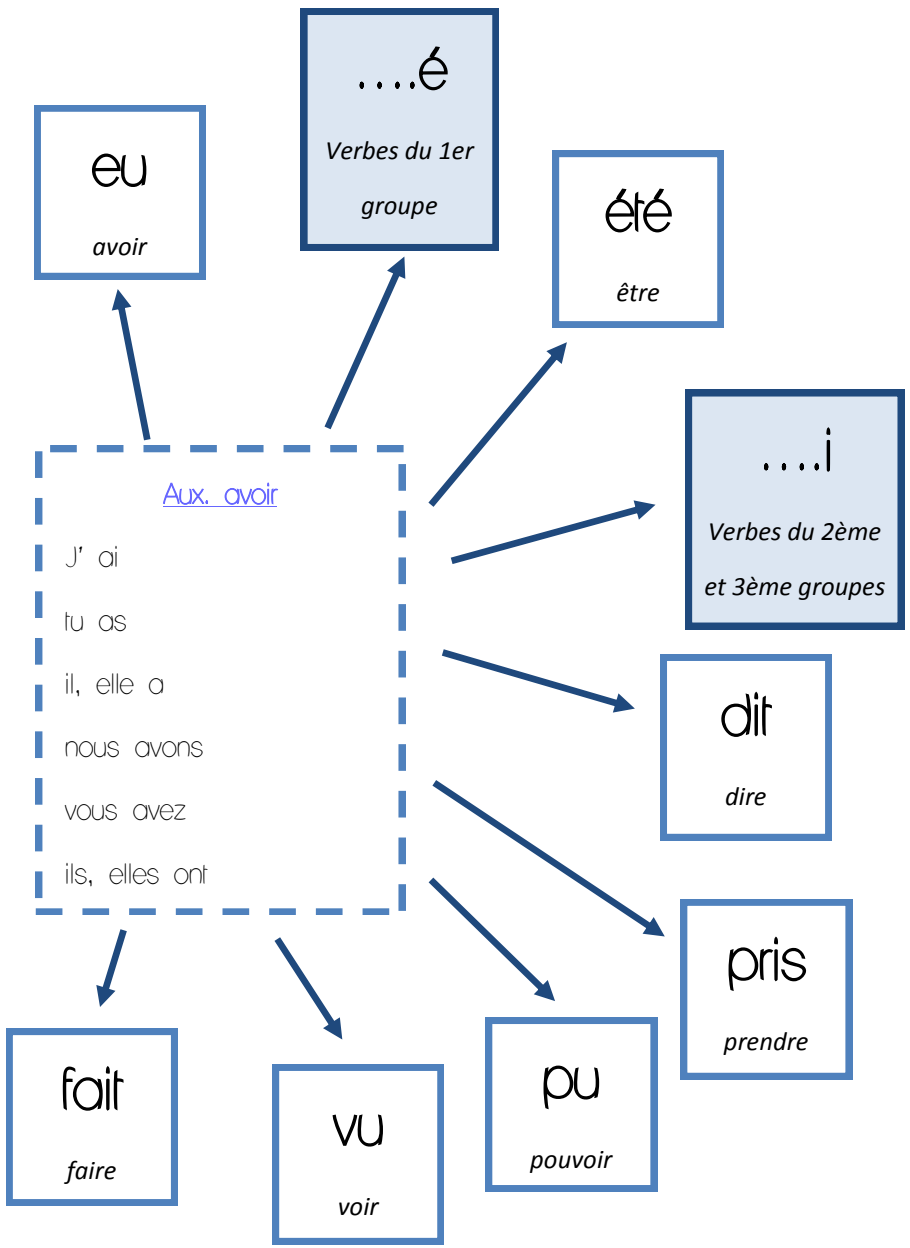 ....é
Verbes du 1er
groupe
eu
avoir
été
être
....i
Verbes du 2ème
et 3ème groupes
Aux. avoir
J' ai
tu as
il, elle a
nous avons
vous avez
ils, elles ont
dit
dire
pris
prendre
pu
pouvoir
vu
voir
fait
faire